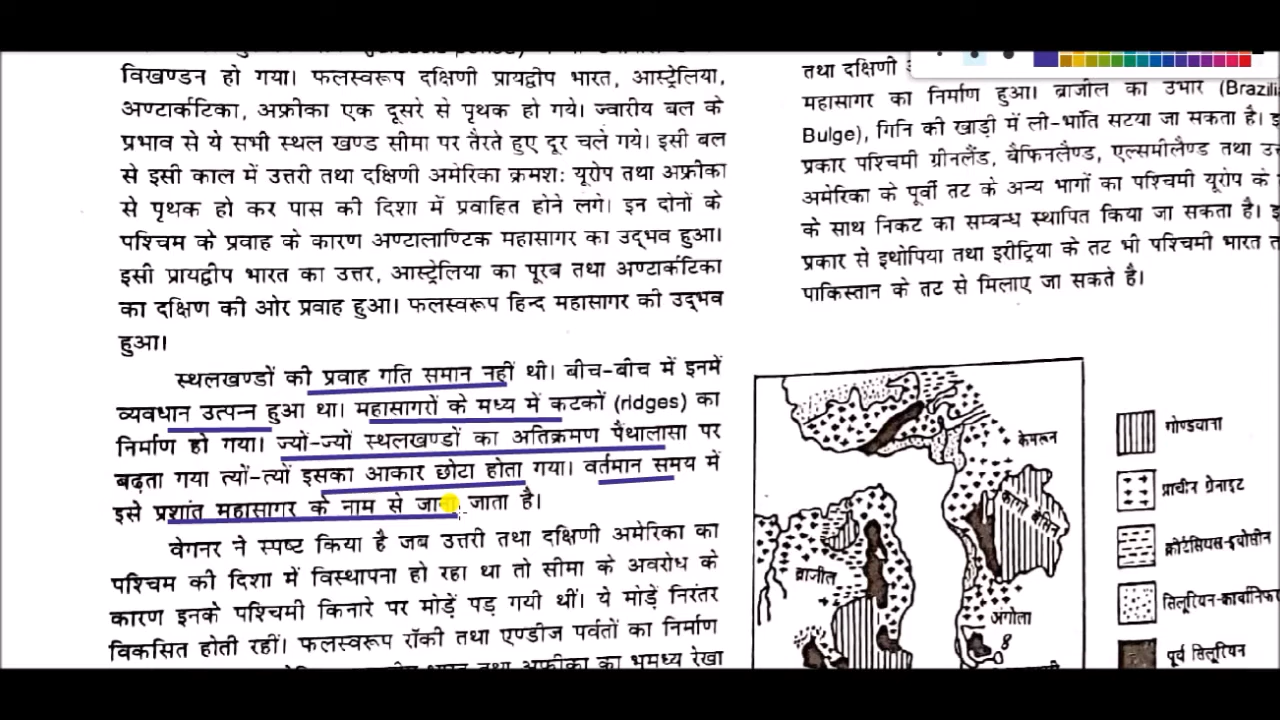 विखण्डन हो गया। फलस्वरूप दक्षिणी प्रायद्वीप भारत, आस्ट्रेलिया,
अण्टार्कटिका, अफ्रीका एक दूसरे से पृथक हो गये। ज्वारीय बल के
प्रभाव से ये सभी स्थल खण्ड सीमा पर तैरते हुए दूर चले गये। इसी बल
से इसी काल में उत्तरी तथा दक्षिणी अमेरिका क्रमशः यूरोप तथा अफ्रीका
से पृथक हो कर पास की दिशा में प्रवाहित होने लगे। इन दोनों के
पश्चिम के प्रवाह के कारण अण्टालाण्टिक महासागर का उद्भव हुआ।
इसी प्रायद्वीप भारत का उत्तर, आस्ट्रेलिया का पूरब तथा अण्टार्कटिका
का दक्षिण की ओर प्रवाह हुआ। फलस्वरूप हिन्द महासागर की उद्भव
हुआ।
स्थलखण्डों की प्रवाह गति समान नहीं थी। बीच-बीच में इनमें
व्यवधान उत्पन्न हुआ था। महासागरों के मध्य में कटकों (ridges) का
निर्माण हो गया। ज्यों-ज्यों स्थलखण्डों का अतिक्रमण पैंथालासा पर
बढ़ता गया त्यों-त्यों इसका आकार छोटा होता गया। वर्तमान समय में
इसे प्रशांत महासागर के नाम से जाना जाता है।
वेगनर ने स्पष्ट किया है जब उत्तरी तथा दक्षिणी अमेरिका का
पश्चिम की दिशा में विस्थापना हो रहा था तो सीमा के अवरोध के
कारण इनके पश्चिमी किनारे पर मोड़ें पड़ गयी थीं। ये मोड़ें निरंतर
विकसित होती रहीं। फलस्वरूप रॉकी तथा एण्डीज पर्वतों का निर्माण
तथा अफ्रीका का भूमध्य रेखा
तथा दक्षिणी
महासागर का निर्माण हुआ। ब्राजील का उभार (Brazili
Bulge), गिनि की खाड़ी में ली-भांति सटया जा सकता है।
प्रकार पश्चिमी ग्रीनलैंड, बैफिनलैण्ड, एल्समीलैण्ड तथा
अमेरिका के पूर्वी तट के अन्य भागों का पश्चिमी यूरोप के
के साथ निकट का सम्बन्ध स्थापित किया जा सकता है।
प्रकार से इथोपिया तथा इरीट्रिया के तट भी पश्चिमी भारत
पाकिस्तान के तट से मिलाए जा सकते है।
केमरून
कांगो बेसिन
ब्राजील
अंगोला
गोण्डवाना
प्राचीन ग्रेनाइट
क्रीटेसियस-इयोसीन
सिलूरियन-कार्बानिफर
पूर्व सिलूरियन